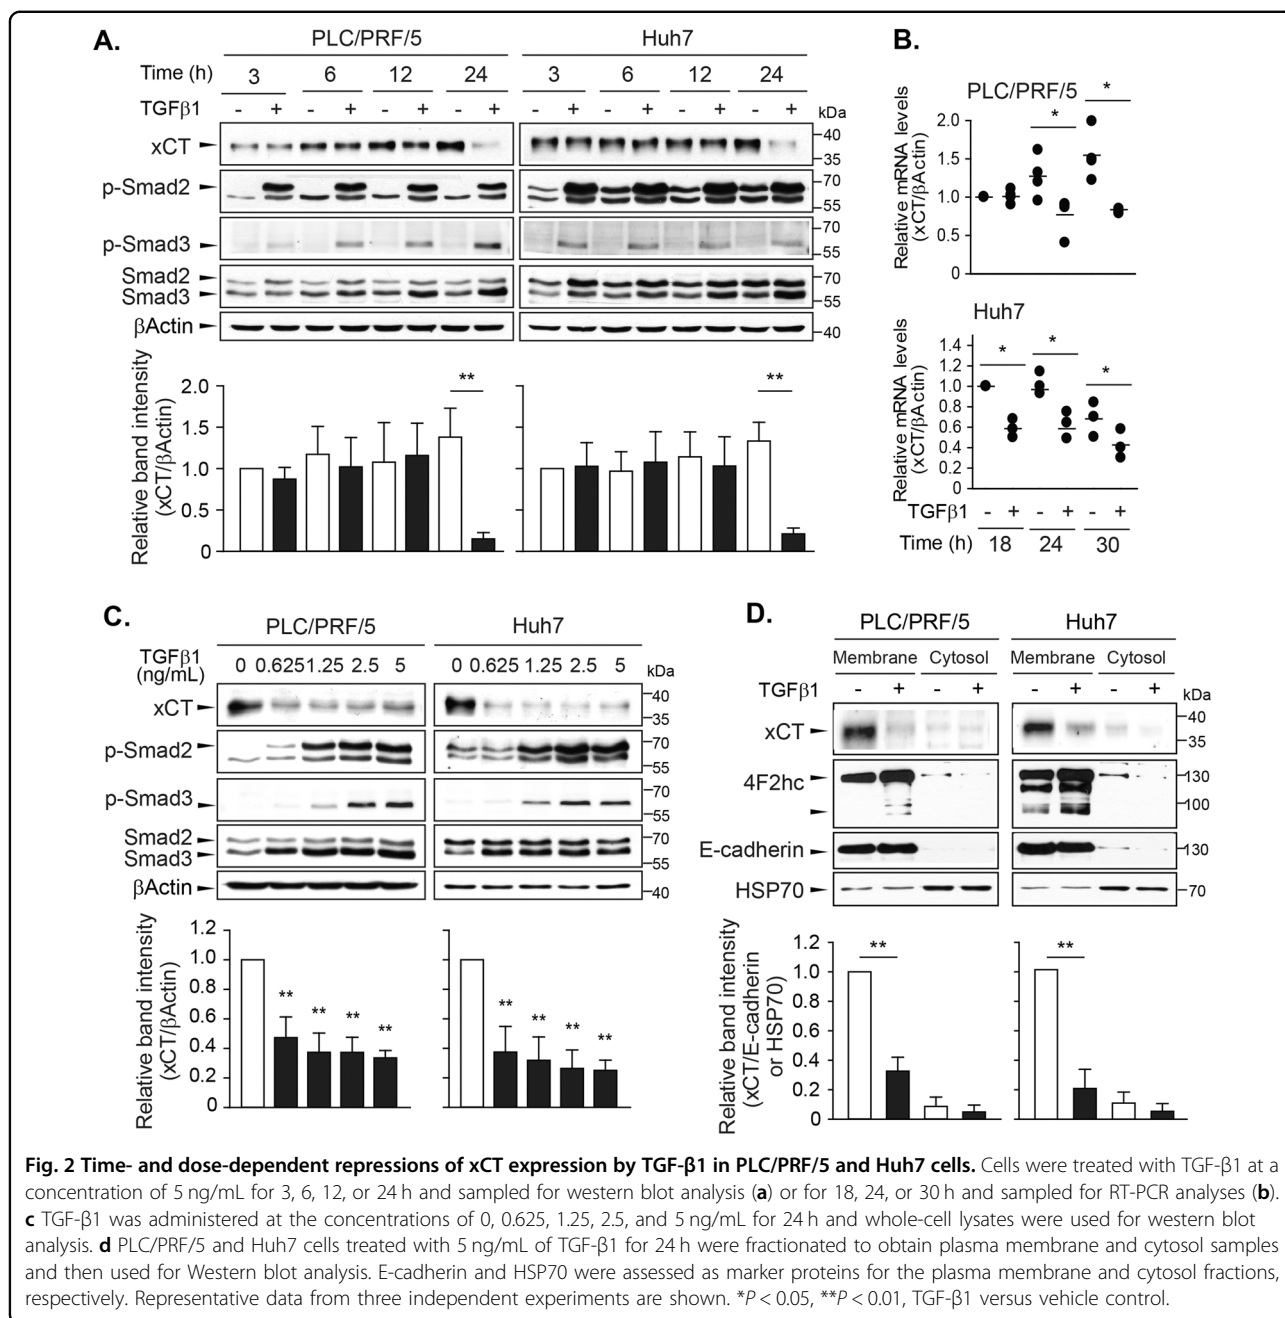 A.
PLC/PRF/5 Huh7
Time (h) 3 6 12 24 3 6 12 24
TGFβ1 - + - + - + - + - + - + - + - + kDa
xCT 40
35
p-Smad2 70
55
p-Smad3 70
55
Smad2 70
Smad3 55
βActin 40
Relative band intensity
(xCT/βActin)
2.0
1.5
1.0
0.5
0
** **
B.
PLC/PRF/5
Relative mRNA levels
(xCT/βActin)
2.0
1.5
1.0
0.5
0
* *
Huh7
Relative mRNA levels
(xCT/βActin)
1.4
1.2
1.0
0.8
0.6
0.4
0.2
0
* * *
TGFβ1 - + - + - +
Time (h) 18 24 30
C.
PLC/PRF/5 Huh7
TGFβ1
(ng/mL) 0 0.625 1.25 2.5 5 0 0.625 1.25 2.5 5 kDa
xCT 40
35
p-Smad2 70
55
p-Smad3 70
55
Smad2 70
Smad3 55
βActin 40
Relative band intensity
(xCT/βActin)
1.2
1.0
0.8
0.6
0.4
0.2
0
** ** ** ** ** ** ** **
D.
PLC/PRF/5 Huh7
Membrane Cytosol Membrane Cytosol
TGFβ1 - + - + - + - + kDa
xCT 40
35
4F2hc 130
100
E-cadherin 130
HSP70 70
Relative band intensity
(xCT/E-cadherin
or HSP70)
1.2
1.0
0.8
0.6
0.4
0.2
0
** **
Fig. 2 Time- and dose-dependent repressions of xCT expression by TGF-β1 in PLC/PRF/5 and Huh7 cells. Cells were treated with TGF-β1 at a
concentration of 5 ng/mL for 3, 6, 12, or 24 h and sampled for western blot analysis (a) or for 18, 24, or 30 h and sampled for RT-PCR analyses (b).
c TGF-β1 was administered at the concentrations of 0, 0.625, 1.25, 2.5, and 5 ng/mL for 24 h and whole-cell lysates were used for western blot
analysis. d PLC/PRF/5 and Huh7 cells treated with 5 ng/mL of TGF-β1 for 24 h were fractionated to obtain plasma membrane and cytosol samples
and then used for Western blot analysis. E-cadherin and HSP70 were assessed as marker proteins for the plasma membrane and cytosol fractions,
respectively. Representative data from three independent experiments are shown. *P < 0.05, **P < 0.01, TGF-β1 versus vehicle control.